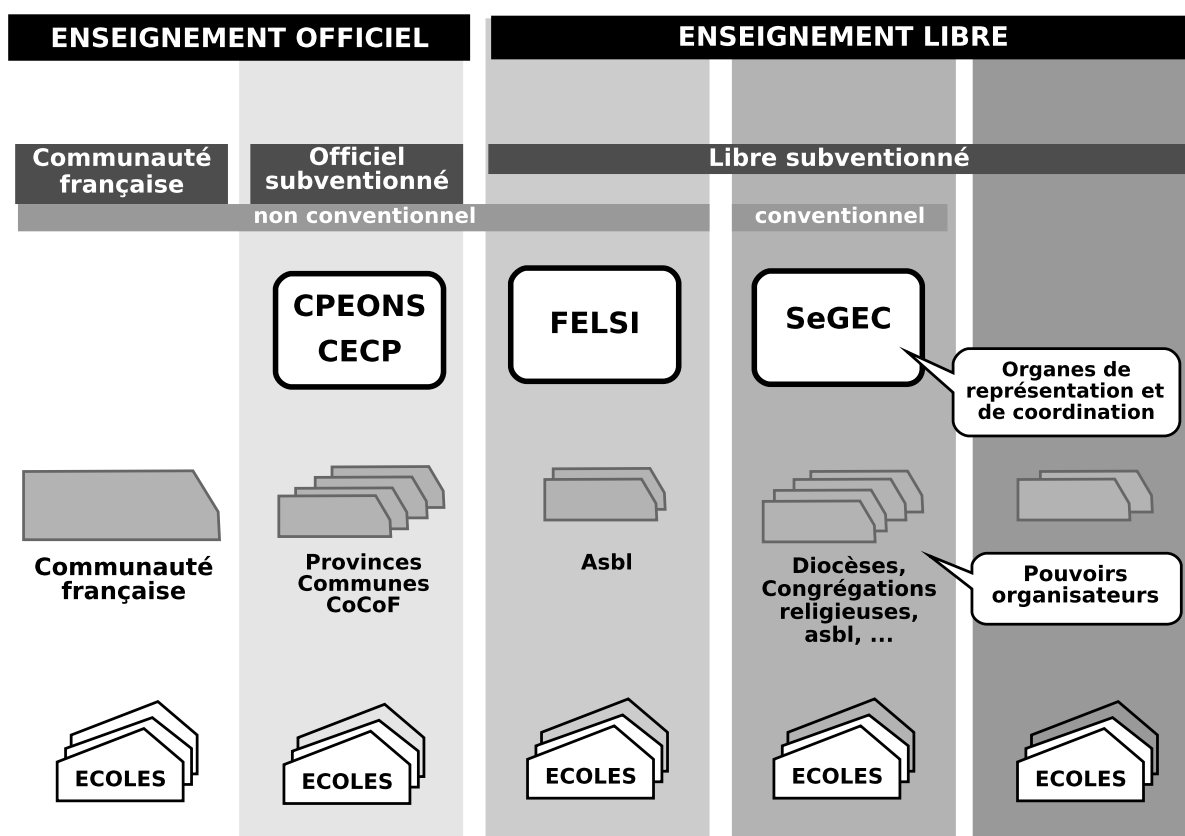 ENSEIGNEMENT OFFICIEL
ENSEIGNEMENT LIBRE
Communauté
française
Officiel
subventionné
Libre subventionné
non conventionnel
conventionnel
CPEONS
CECP
FELSI
SeGEC
Organes de
représentation et
de coordination
Communauté
française
Provinces
Communes
CoCoF
Asbl
Diocèses,
Congrégations
religieuses,
asbl, ...
Pouvoirs
organisateurs
ECOLES
ECOLES
ECOLES
ECOLES
ECOLES